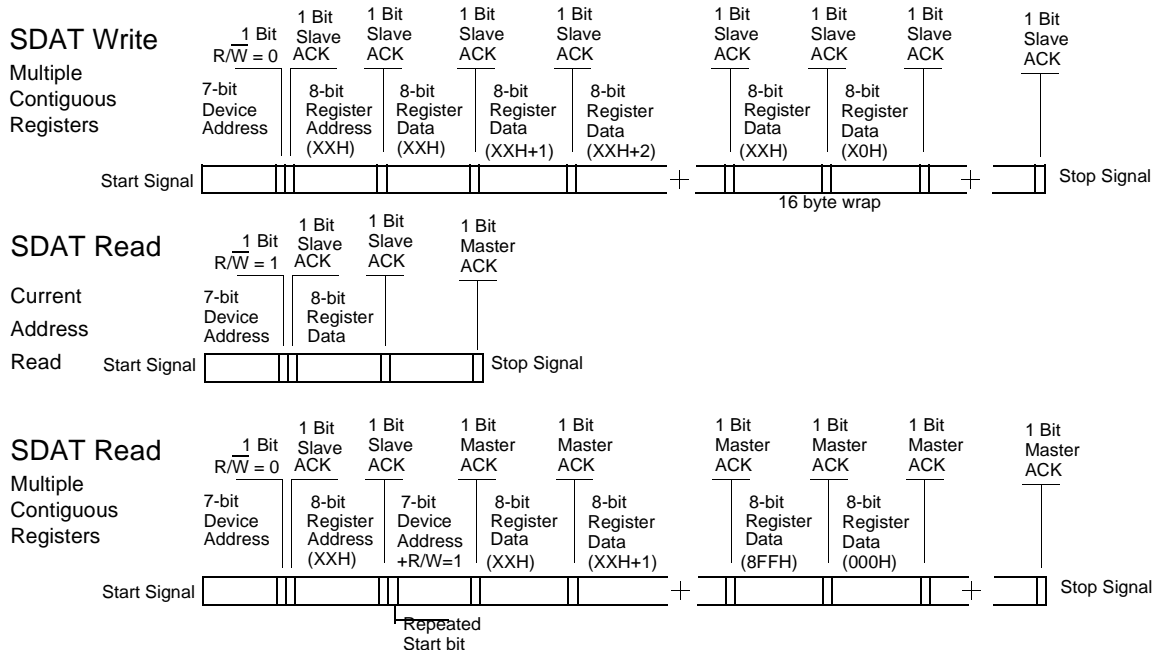 SDAT Write
Multiple
Contiguous
Registers
1 Bit
R/W = 0
1 Bit
Slave
ACK
1 Bit
Slave
ACK
1 Bit
Slave
ACK
1 Bit
Slave
ACK
1 Bit
Slave
ACK
1 Bit
Slave
ACK
1 Bit
Slave
ACK
1 Bit
Slave
ACK
7-bit
Device
Address
8-bit
Register
Address
(XXH)
8-bit
Register
Data
(XXH)
8-bit
Register
Data
(XXH+1)
8-bit
Register
Data
(XXH+2)
8-bit
Register
Data
(XXH)
8-bit
Register
Data
(X0H)
Start Signal
Stop Signal
16 byte wrap
SDAT Read
Current
Address
Read
1 Bit
R/W = 1
1 Bit
Slave
ACK
1 Bit
Slave
ACK
1 Bit
Master
ACK
7-bit
Device
Address
8-bit
Register
Data
Start Signal
Stop Signal
SDAT Read
Multiple
Contiguous
Registers
1 Bit
R/W = 0
1 Bit
Slave
ACK
1 Bit
Slave
ACK
1 Bit
Master
ACK
1 Bit
Master
ACK
1 Bit
Master
ACK
1 Bit
Master
ACK
1 Bit
Master
ACK
1 Bit
Master
ACK
7-bit
Device
Address
8-bit
Register
Address
(XXH)
7-bit
Device
Address
+R/W=1
8-bit
Register
Data
(XXH)
8-bit
Register
Data
(XXH+1)
8-bit
Register
Data
(8FFH)
8-bit
Register
Data
(000H)
Start Signal
Stop Signal
Repeated
Start bit